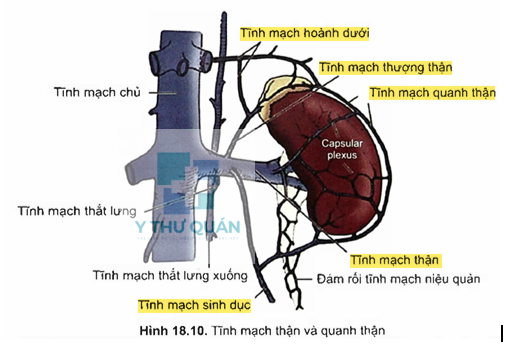 Tĩnh mạch hoành dưới
Tĩnh mạch thượng thận
Tĩnh mạch chủ
Tĩnh mạch quanh thận
Capsular
plexus
Tĩnh mạch thắt lưng
Y THƯ QUÁN
Tĩnh mạch thận
Tĩnh mạch thắt lưng xuống
Đám rối tĩnh mạch niệu quản
Tĩnh mạch sinh dục
Hình 18.10. Tĩnh mạch thận và quanh thận